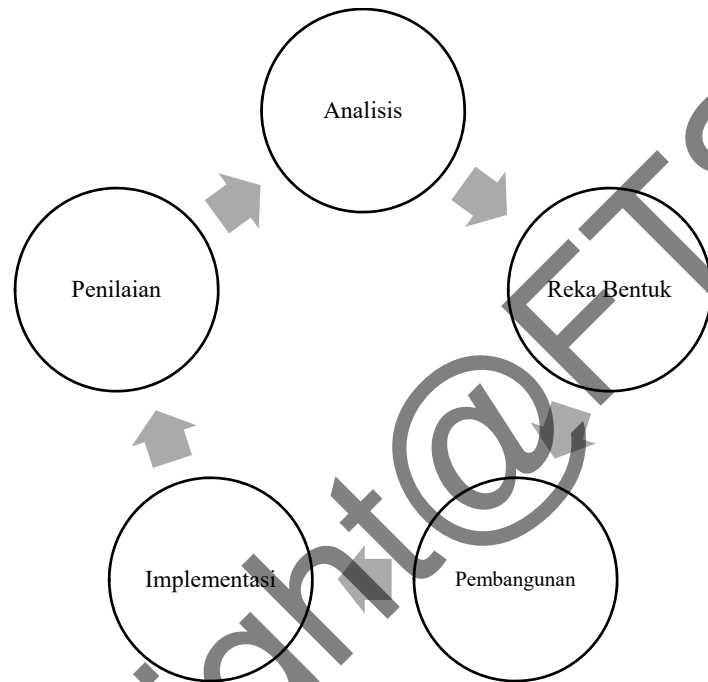 Analisis
Reka Bentuk
Pembangunan
Implementasi
Penilaian